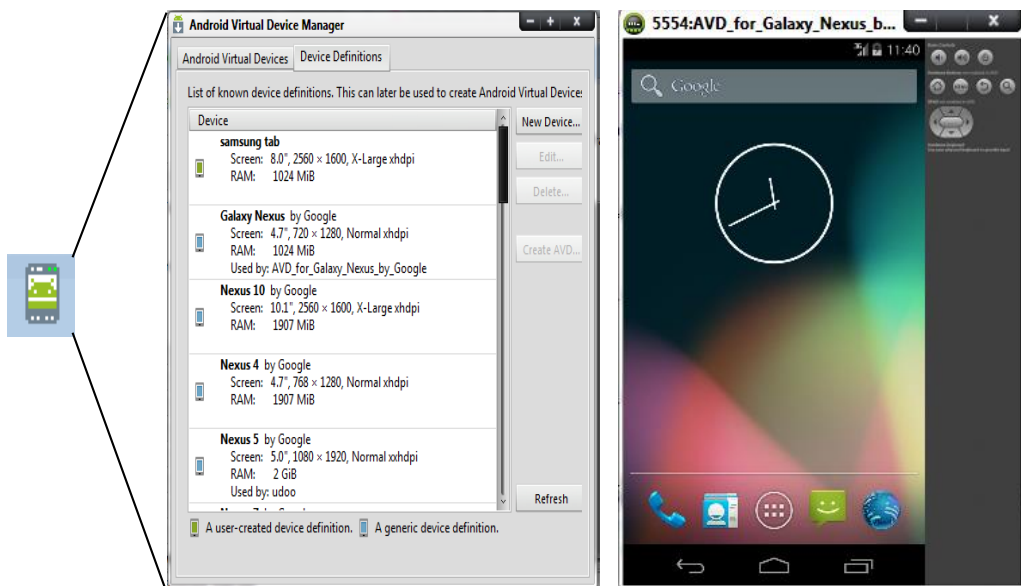 Android Virtual Device Manager
Android Virtual Devices
Device Definitions
List of known device definitions. This can later be used to create Android Virtual Devices
Device
samsung tab
Screen: 8.0", 2560 × 1600, X-Large xhdpi
RAM: 1024 MiB
Galaxy Nexus by Google
Screen: 4.7", 720 × 1280, Normal xhdpi
RAM: 1024 MiB
Used by: AVD_for_Galaxy_Nexus_by_Google
Nexus 10 by Google
Screen: 10.1", 2560 × 1600, X-Large xhdpi
RAM: 1907 MiB
Nexus 4 by Google
Screen: 4.7", 768 × 1280, Normal xhdpi
RAM: 1907 MiB
Nexus 5 by Google
Screen: 5.0", 1080 × 1920, Normal xxhdpi
RAM: 2 GiB
Used by: udoo
New Device...
Edit...
Delete...
Create AVD...
Refresh
A user-created device definition.
A generic device definition.
5554:AVD_for_Galaxy_Nexus_b...
11:40
Google
MENU